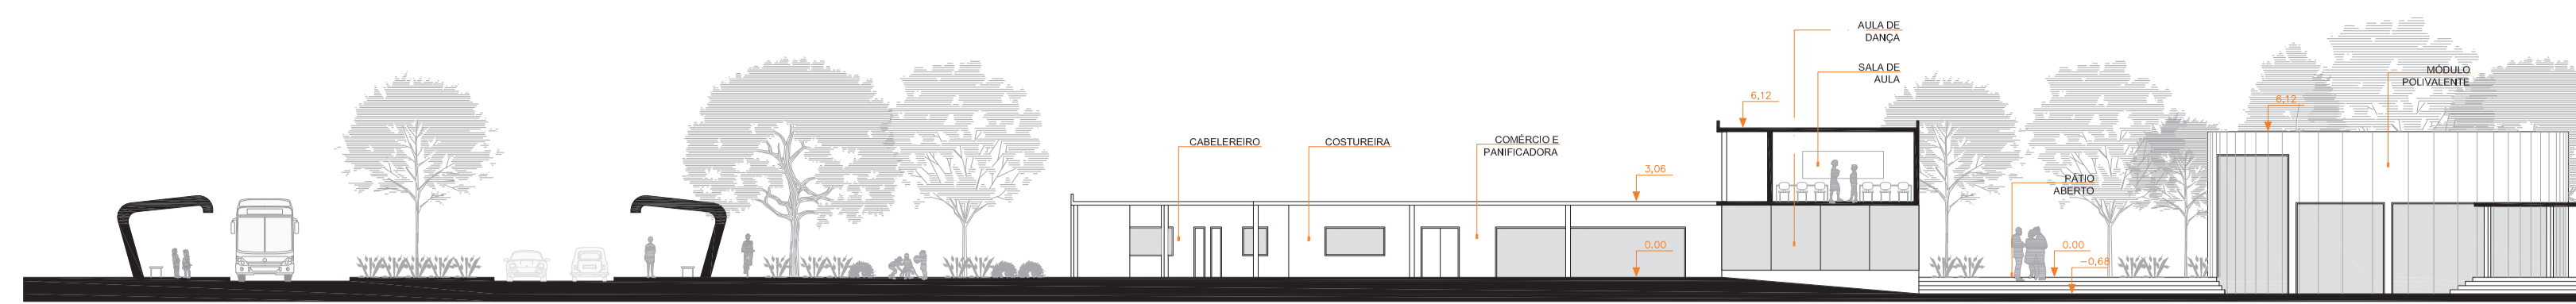 CABELEREIRO
COSTUREIRA
COMÉRCIO E
PANIFICADORA
3,06
0.00
6,12
AULA DE
DANÇA
SALA DE
AULA
PÁTIO
ABERTO
0.00
−0,68
6,12
MÓDULO
POLIVALENTE